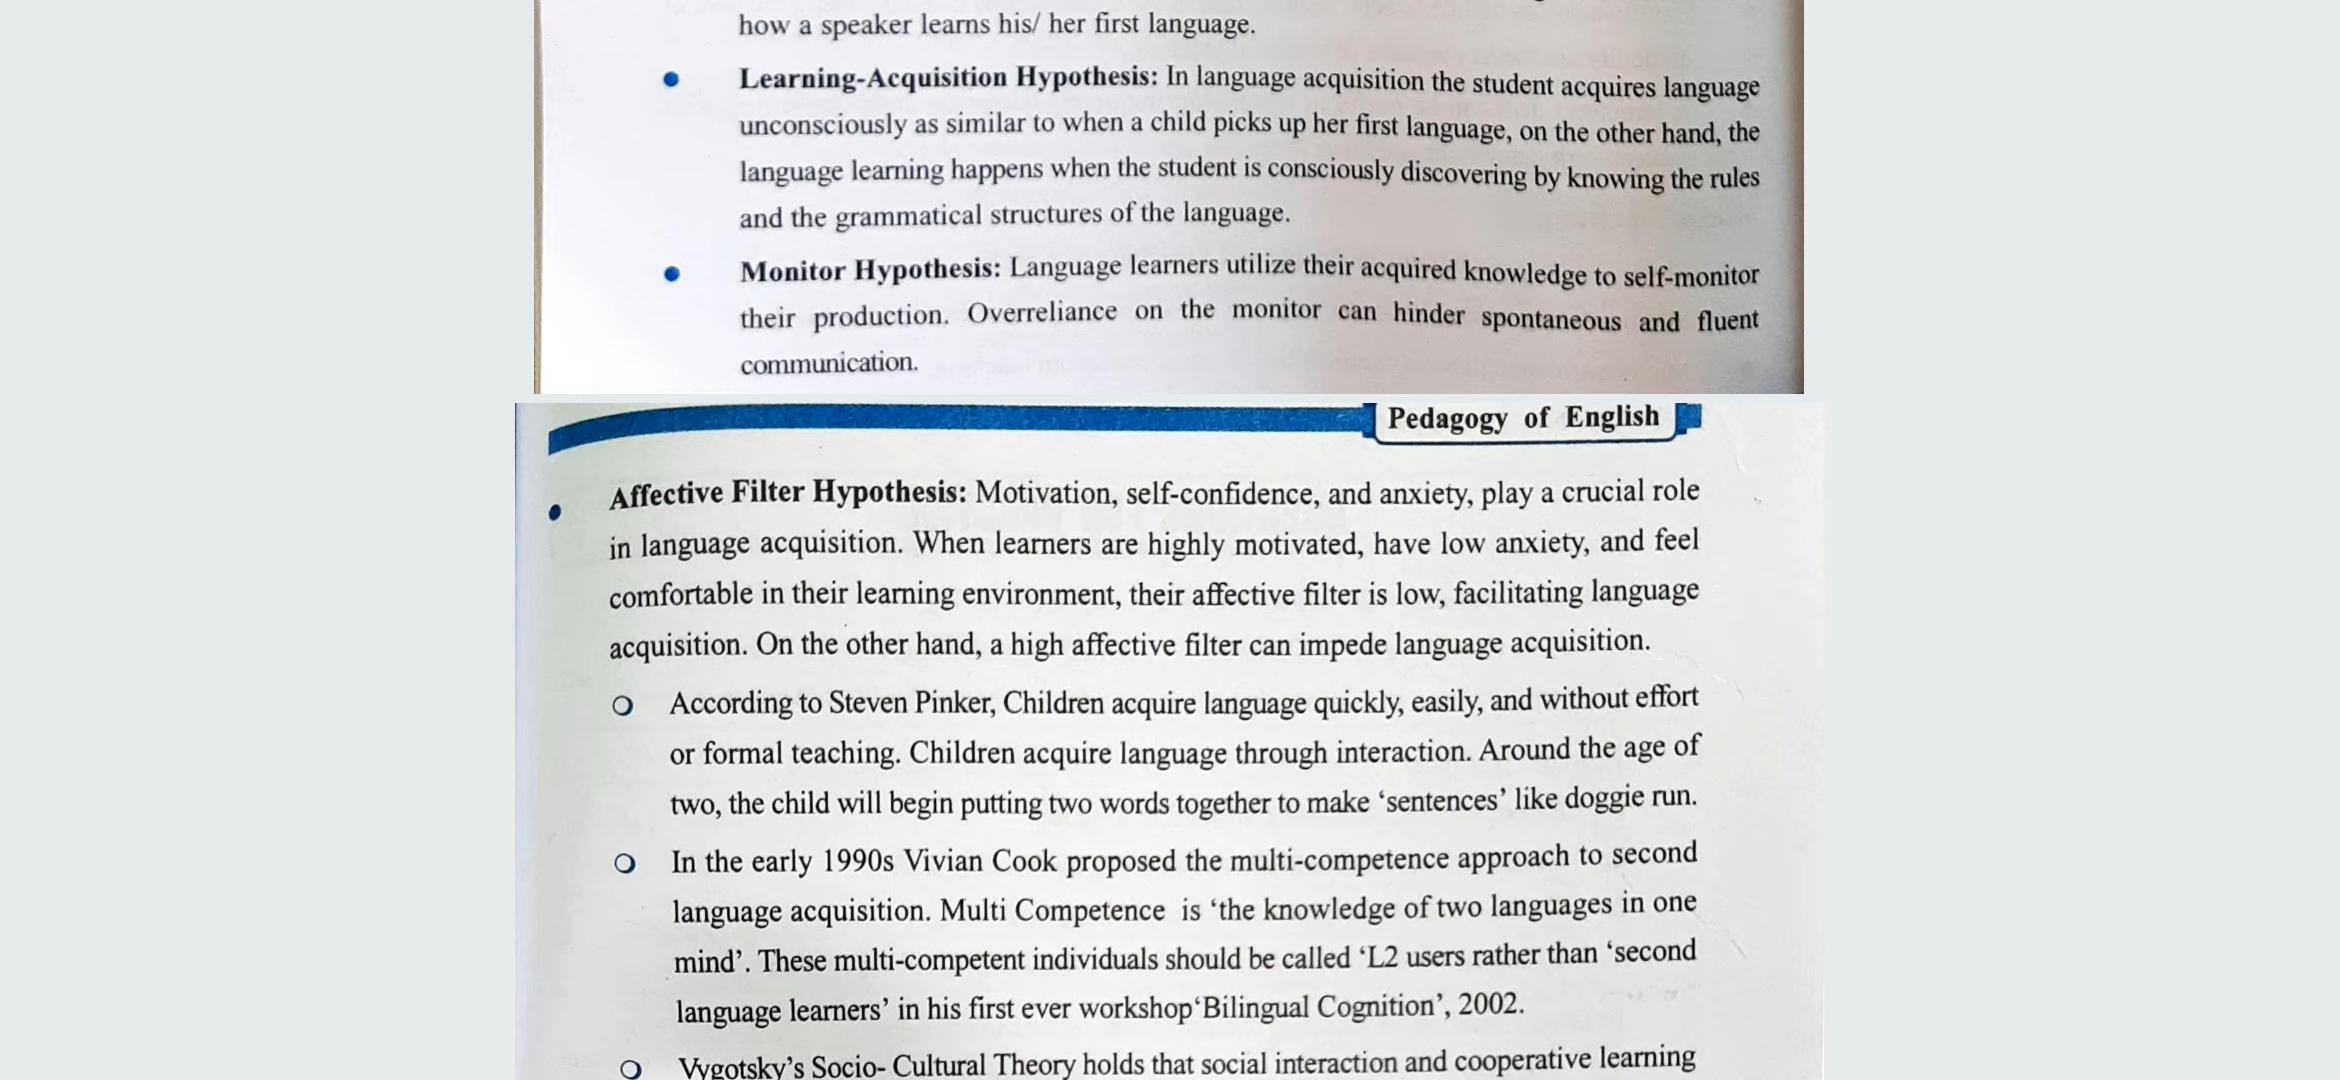 how a speaker learns his/ her first language.
• Learning-Acquisition Hypothesis: In language acquisition the student acquires language
unconsciously as similar to when a child picks up her first language, on the other hand, the
language learning happens when the student is consciously discovering by knowing the rules
and the grammatical structures of the language.
• Monitor Hypothesis: Language learners utilize their acquired knowledge to self-monitor
their production. Overreliance on the monitor can hinder spontaneous and fluent
communication.
Pedagogy of English
• Affective Filter Hypothesis: Motivation, self-confidence, and anxiety, play a crucial role
in language acquisition. When learners are highly motivated, have low anxiety, and feel
comfortable in their learning environment, their affective filter is low, facilitating language
acquisition. On the other hand, a high affective filter can impede language acquisition.
○ According to Steven Pinker, Children acquire language quickly, easily, and without effort
or formal teaching. Children acquire language through interaction. Around the age of
two, the child will begin putting two words together to make ‘sentences’ like doggie run.
○ In the early 1990s Vivian Cook proposed the multi-competence approach to second
language acquisition. Multi Competence is ‘the knowledge of two languages in one
mind’. These multi-competent individuals should be called ‘L2 users rather than ‘second
language learners’ in his first ever workshop‘Bilingual Cognition’, 2002.
○ Vygotsky’s Socio- Cultural Theory holds that social interaction and cooperative learning